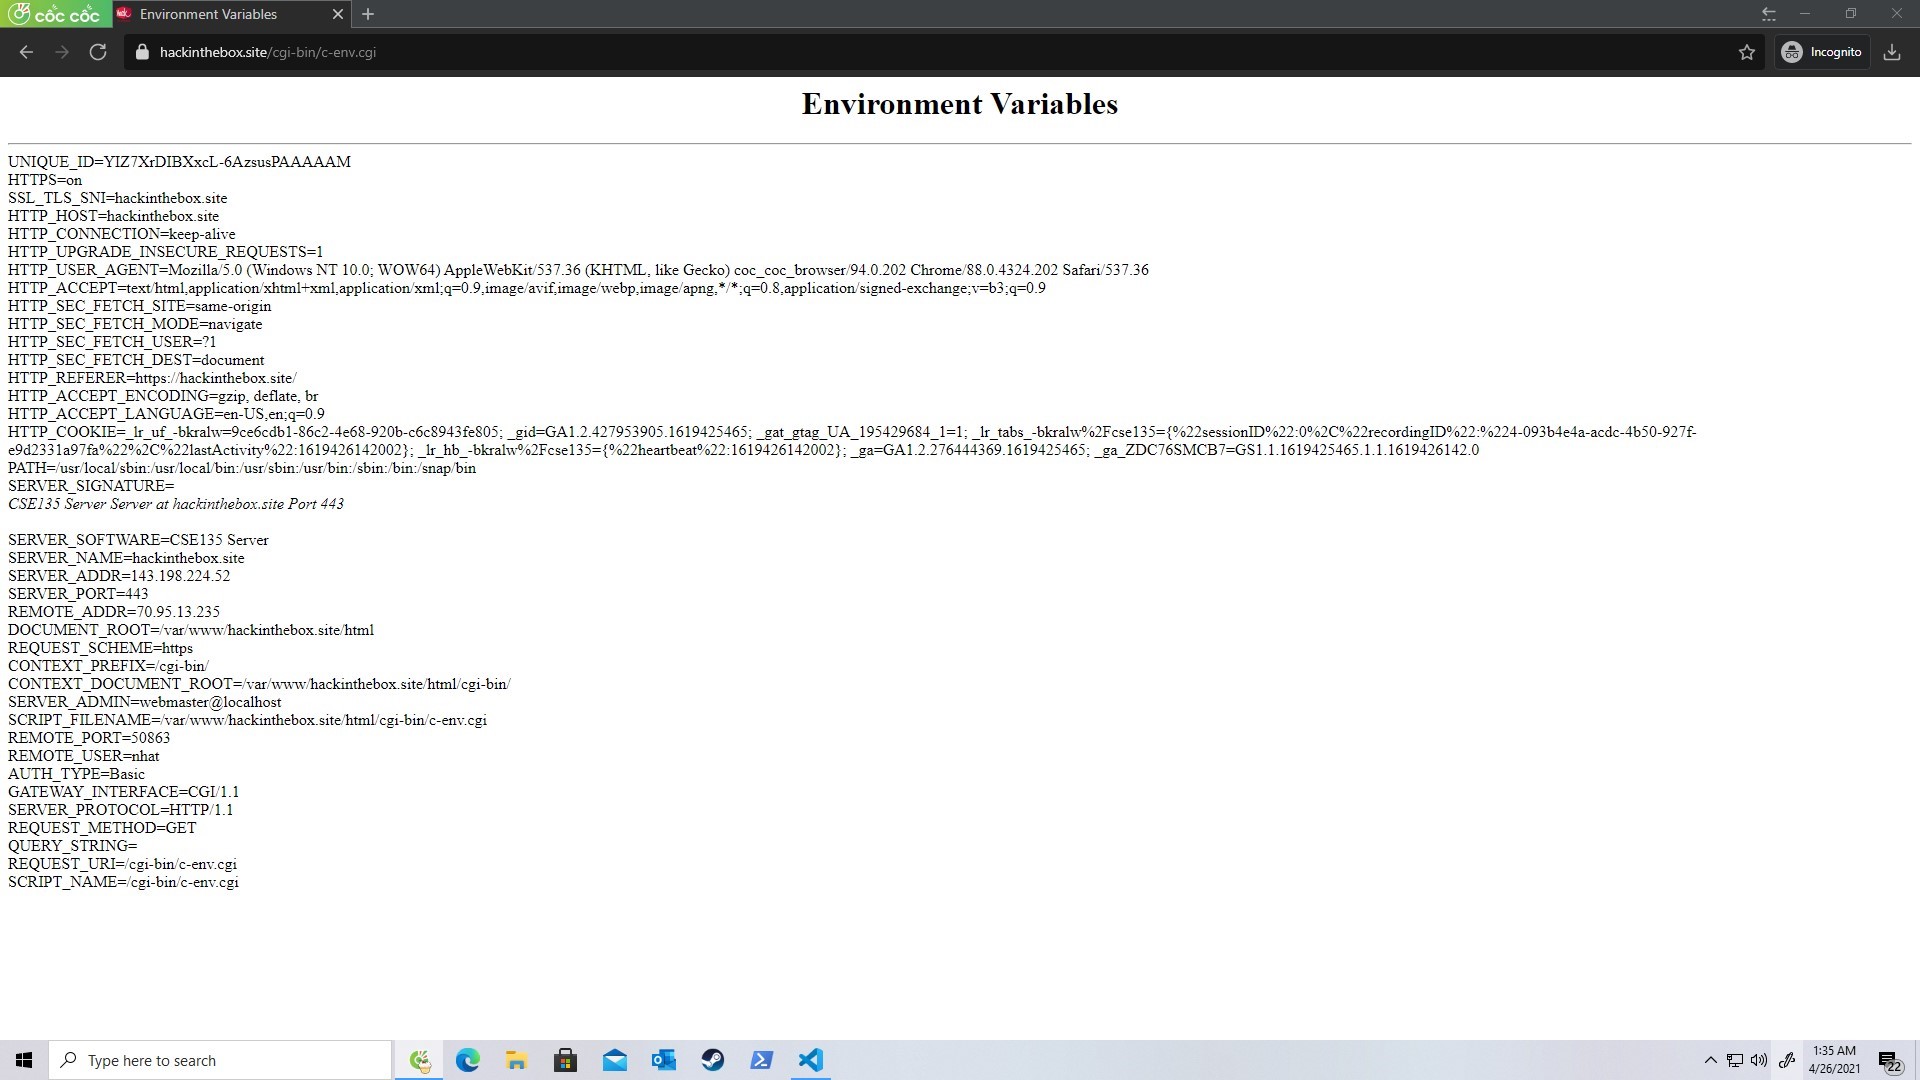 cốc cốc
Environment Variables
hackinthebox.site/cgi-bin/c-env.cgi
Incognito
Environment Variables
UNIQUE_ID=YIZ7XrDIBXxcL-6AzsusPAAAAAM
HTTPS=on
SSL_TLS_SNI=hackinthebox.site
HTTP_HOST=hackinthebox.site
HTTP_CONNECTION=keep-alive
HTTP_UPGRADE_INSECURE_REQUESTS=1
HTTP_USER_AGENT=Mozilla/5.0 (Windows NT 10.0; WOW64) AppleWebKit/537.36 (KHTML, like Gecko) coc_coc_browser/94.0.202 Chrome/88.0.4324.202 Safari/537.36
HTTP_ACCEPT=text/html,application/xhtml+xml,application/xml;q=0.9,image/avif,image/webp,image/apng,*/*;q=0.8,application/signed-exchange;v=b3;q=0.9
HTTP_SEC_FETCH_SITE=same-origin
HTTP_SEC_FETCH_MODE=navigate
HTTP_SEC_FETCH_USER=?1
HTTP_SEC_FETCH_DEST=document
HTTP_REFERER=https://hackinthebox.site/
HTTP_ACCEPT_ENCODING=gzip, deflate, br
HTTP_ACCEPT_LANGUAGE=en-US,en;q=0.9
HTTP_COOKIE=_lr_uf_-bkralw=9ce6cdb1-86c2-4e68-920b-c6c8943fe805; _gid=GA1.2.427953905.1619425465; _gat_gtag_UA_195429684_1=1; _lr_tabs_-bkralw%2Fcse135={%22sessionID%22:0%2C%22recordingID%22:%224-093b4e4a-acdc-4b50-927f-
e9d2331a97fa%22%2C%22lastActivity%22:1619426142002}; _lr_hb_-bkralw%2Fcse135={%22heartbeat%22:1619426142002}; _ga=GA1.2.276444369.1619425465; _ga_ZDC76SMCB7=GS1.1.1619425465.1.1.1619426142.0
PATH=/usr/local/sbin:/usr/local/bin:/usr/sbin:/usr/bin:/sbin:/bin:/snap/bin
SERVER_SIGNATURE=
CSE135 Server Server at hackinthebox.site Port 443
SERVER_SOFTWARE=CSE135 Server
SERVER_NAME=hackinthebox.site
SERVER_ADDR=143.198.224.52
SERVER_PORT=443
REMOTE_ADDR=70.95.13.235
DOCUMENT_ROOT=/var/www/hackinthebox.site/html
REQUEST_SCHEME=https
CONTEXT_PREFIX=/cgi-bin/
CONTEXT_DOCUMENT_ROOT=/var/www/hackinthebox.site/html/cgi-bin/
SERVER_ADMIN=webmaster@localhost
SCRIPT_FILENAME=/var/www/hackinthebox.site/html/cgi-bin/c-env.cgi
REMOTE_PORT=50863
REMOTE_USER=nhat
AUTH_TYPE=Basic
GATEWAY_INTERFACE=CGI/1.1
SERVER_PROTOCOL=HTTP/1.1
REQUEST_METHOD=GET
QUERY_STRING=
REQUEST_URI=/cgi-bin/c-env.cgi
SCRIPT_NAME=/cgi-bin/c-env.cgi
Type here to search
1:35 AM
4/26/2021
22